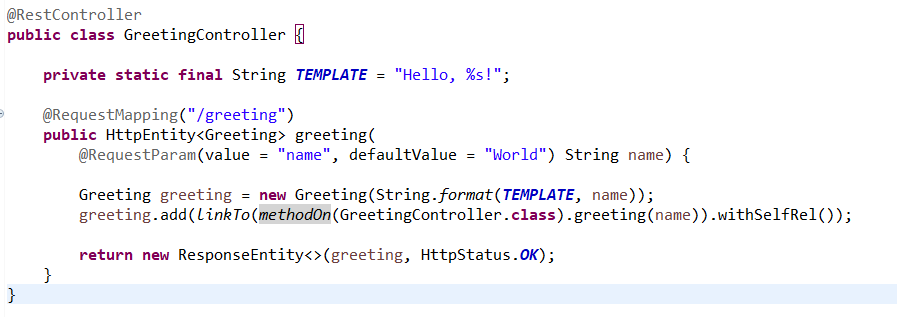 @RestController
public class GreetingController {
private static final String TEMPLATE = "Hello, %s!";
@RequestMapping("/greeting")
public HttpEntity<Greeting> greeting(
@RequestParam(value = "name", defaultValue = "World") String name) {
Greeting greeting = new Greeting(String.format(TEMPLATE, name));
greeting.add(linkTo(methodOn(GreetingController.class).greeting(name)).withSelfRel());
return new ResponseEntity<>(greeting, HttpStatus.OK);
}
}